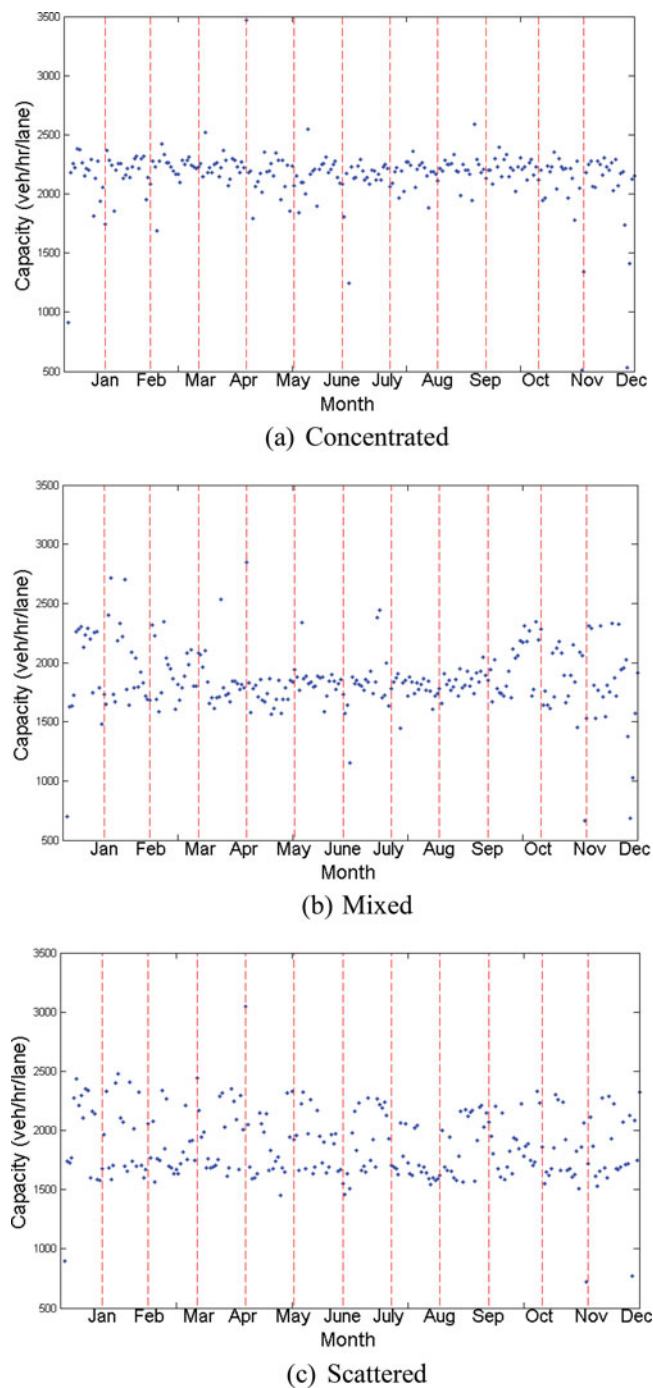 3500
3000
2500
2000
1500
1000
500
Capacity (veh/hr/lane)
Jan Feb Mar Apr May June July Aug Sep Oct Nov Dec
Month
(a) Concentrated
3500
3000
2500
2000
1500
1000
500
Capacity (veh/hr/lane)
Jan Feb Mar Apr May June July Aug Sep Oct Nov Dec
Month
(b) Mixed
3500
3000
2500
2000
1500
1000
500
Capacity (veh/hr/lane)
Jan Feb Mar Apr May June July Aug Sep Oct Nov Dec
Month
(c) Scattered